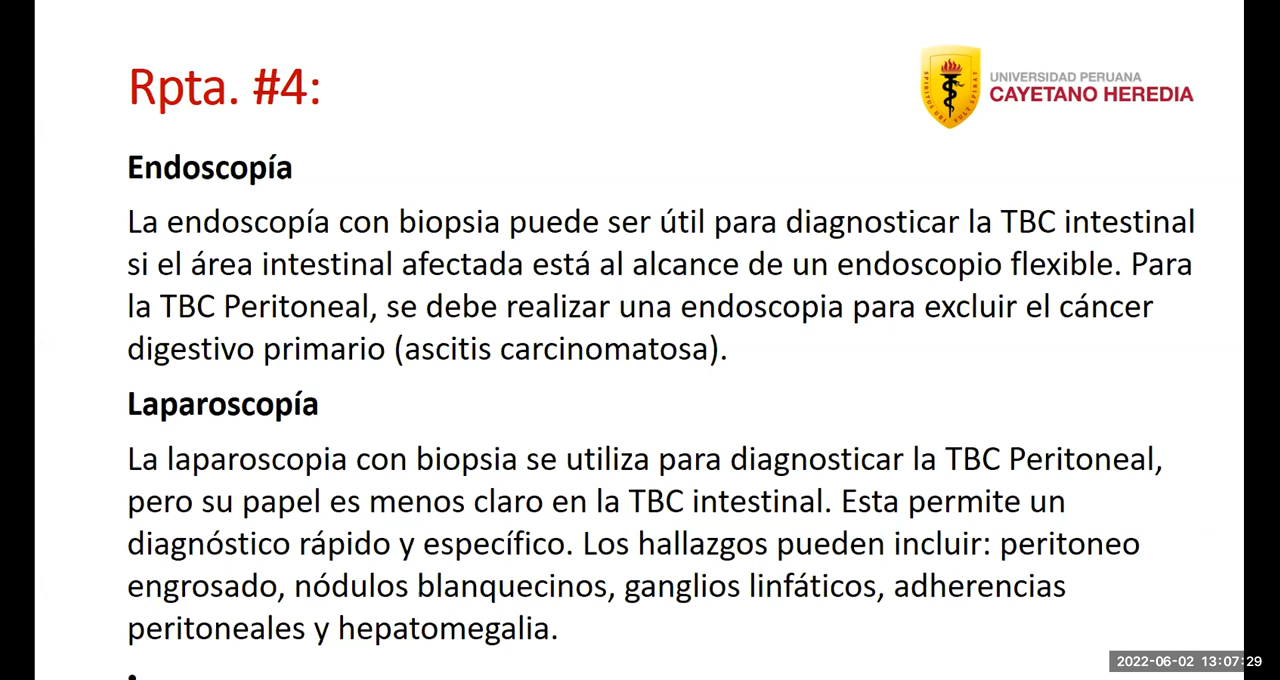 Rpta. #4:
UNIVERSIDAD PERUANA
CAYETANO HEREDIA
Endoscopía
La endoscopía con biopsia puede ser útil para diagnosticar la TBC intestinal
si el área intestinal afectada está al alcance de un endoscopio flexible. Para
la TBC Peritoneal, se debe realizar una endoscopia para excluir el cáncer
digestivo primario (ascitis carcinomatosa).
Laparoscopía
La laparoscopia con biopsia se utiliza para diagnosticar la TBC Peritoneal,
pero su papel es menos claro en la TBC intestinal. Esta permite un
diagnóstico rápido y específico. Los hallazgos pueden incluir: peritoneo
engrosado, nódulos blanquecinos, ganglios linfáticos, adherencias
peritoneales y hepatomegalia.
2022-06-02 13:07:29